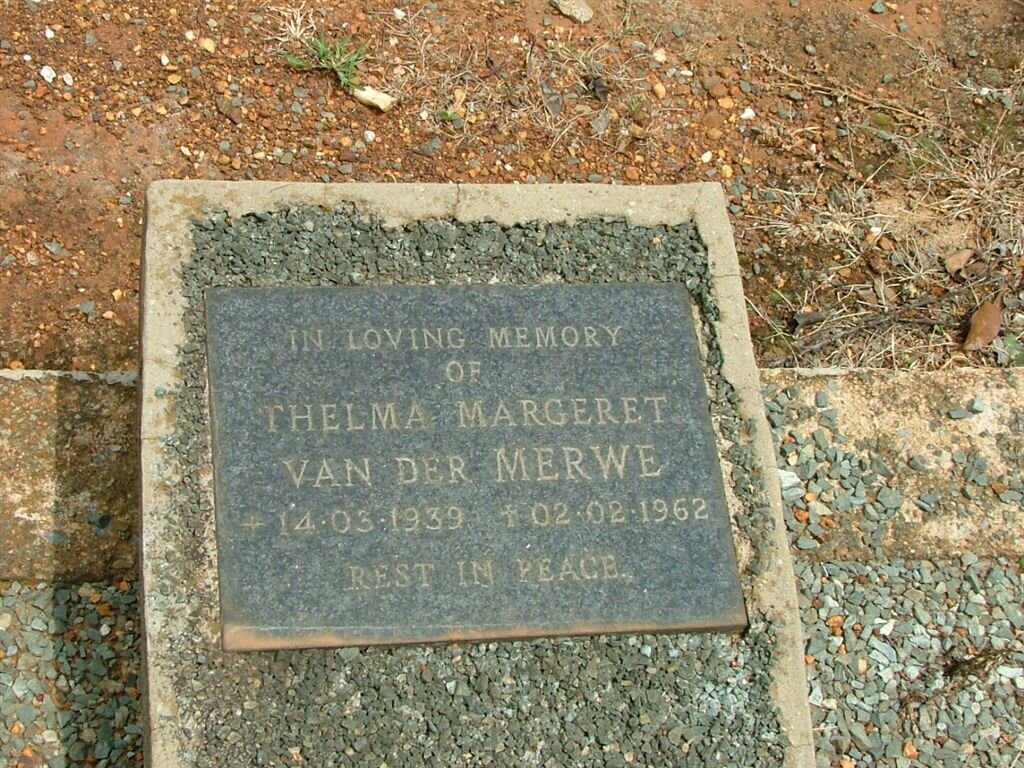 IN LOVING MEMORY
OF
THELMA MARGERET
VAN DER MERWE
+ 14·03·1939 † 02·02·1962
REST IN PEACE.